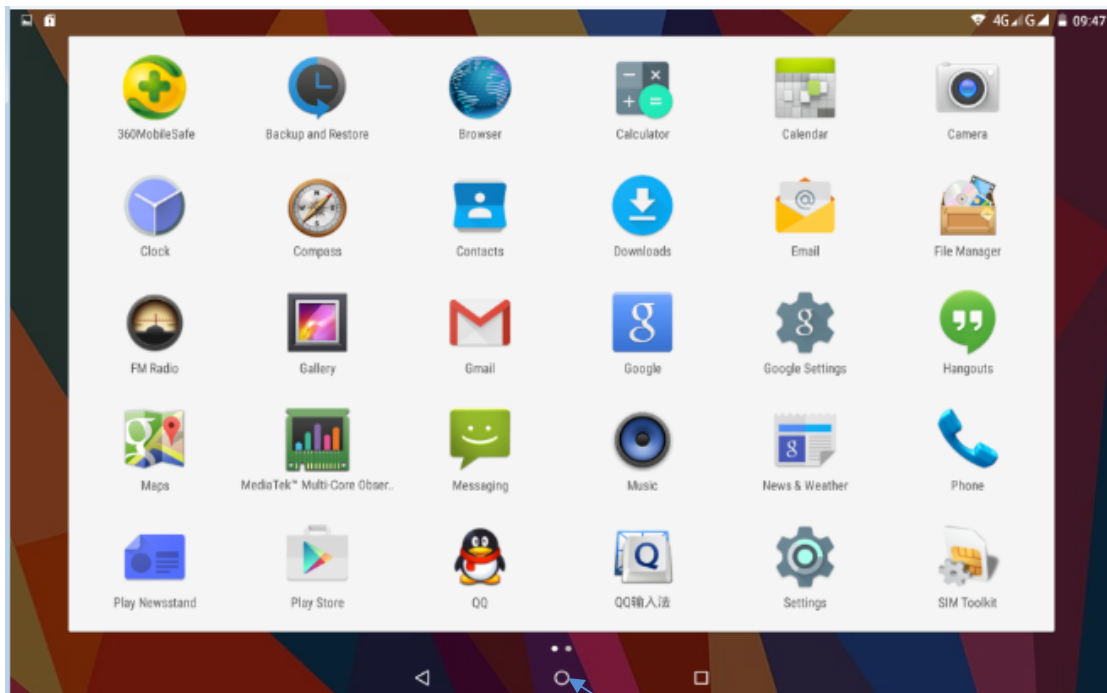 4G G 09:47
360MobileSafe Backup and Restore Browser Calculator Calendar Camera
Clock Compass Contacts Downloads Email File Manager
FM Radio Gallery Gmail Google Google Settings Hangouts
Maps MediaTek™ Multi-Core Obser.. Messaging Music News & Weather Phone
Play Newsstand Play Store QQ QQ输入法 Settings SIM Toolkit